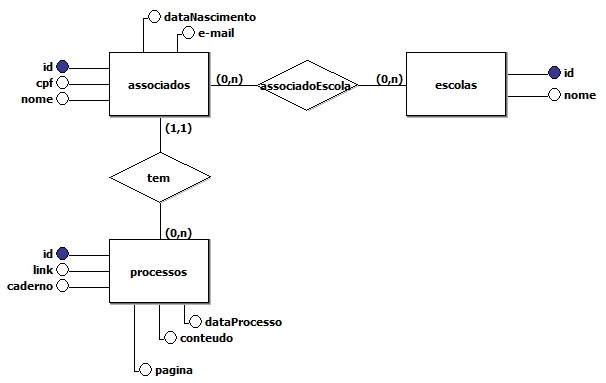 dataNascimento
e-mail
id
cpf
nome
associados
(0,n)
associadoEscola
(0,n)
escolas
id
nome
(1,1)
tem
(0,n)
id
link
caderno
processos
dataProcesso
conteudo
pagina